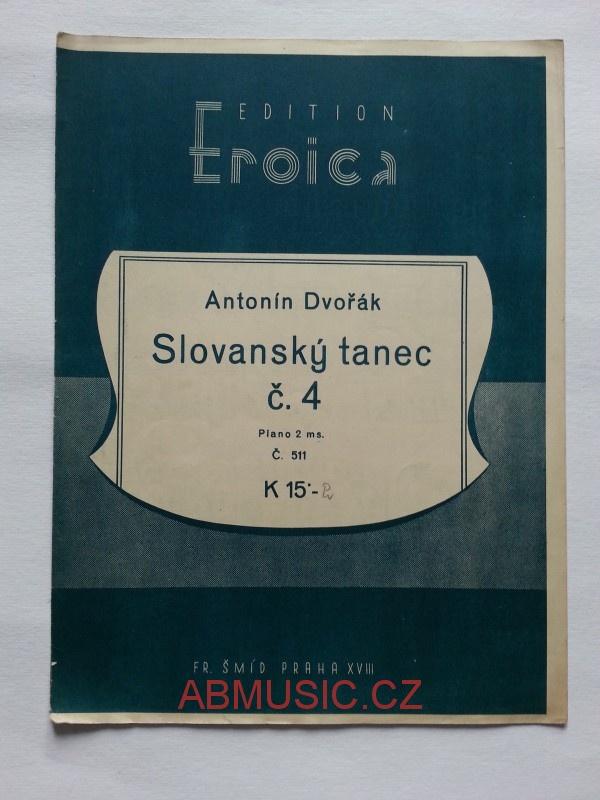 EDITION
Eroica
Antonín Dvořák
Slovanský tanec
č. 4
Piano 2 ms.
Č. 511
K 15·-
FR. ŠMÍD PRAHA XVIII
ABMUSIC.CZ